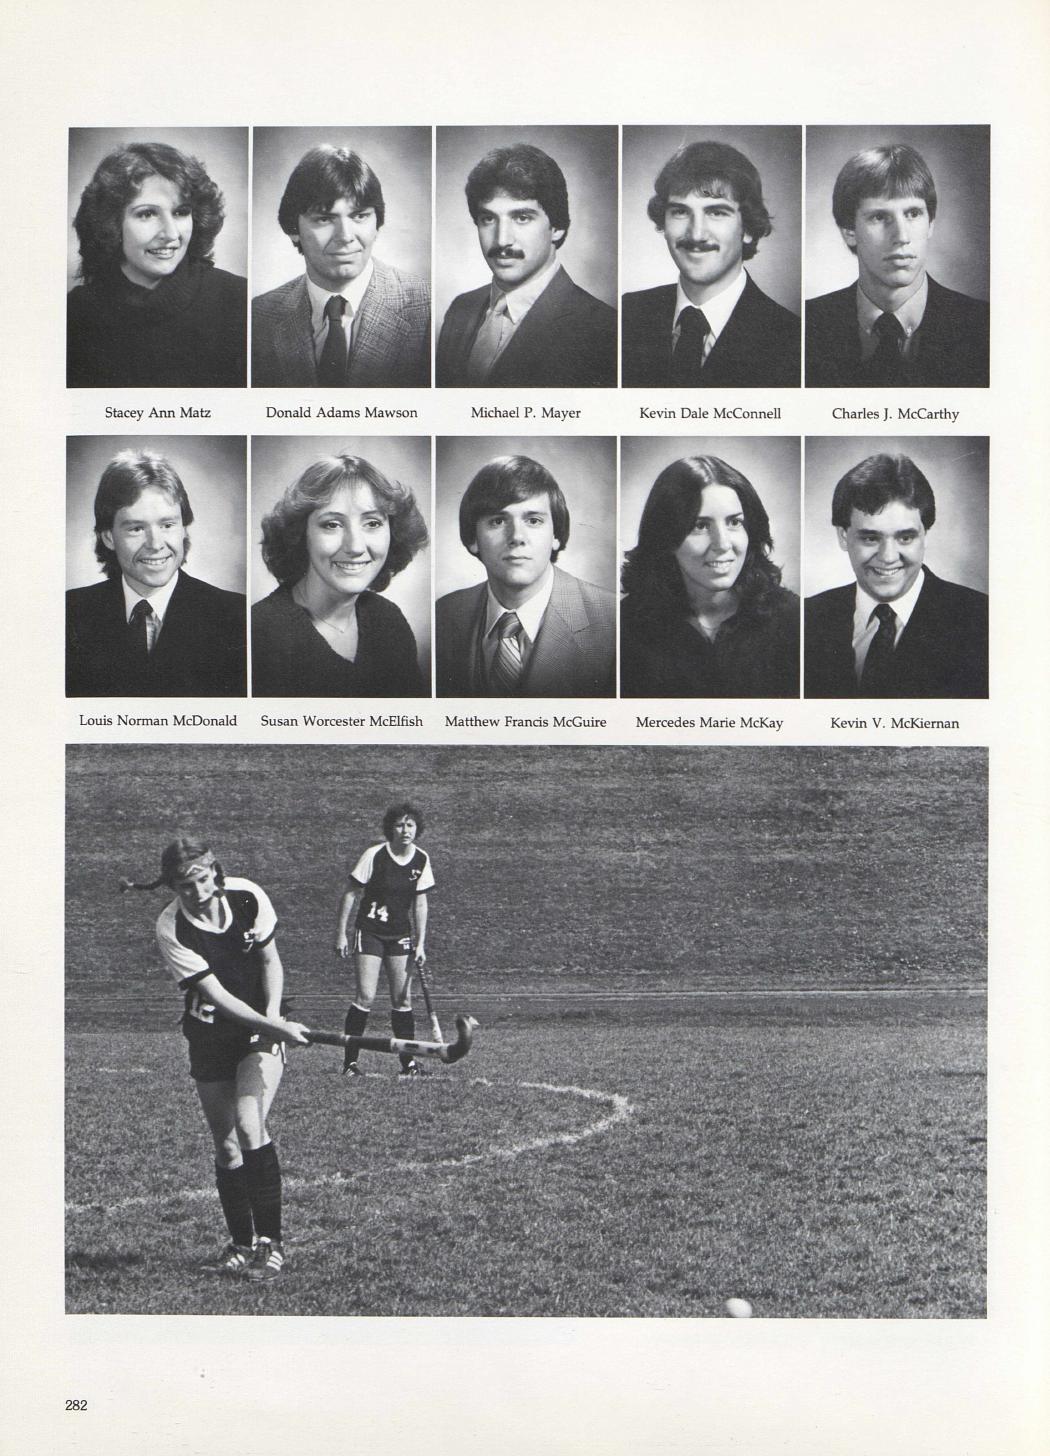 Stacey Ann Matz
Donald Adams Mawson
Michael P. Mayer
Kevin Dale McConnell
Charles J. McCarthy
Louis Norman McDonald
Susan Worcester McElfish
Matthew Francis McGuire
Mercedes Marie McKay
Kevin V. McKiernan
14
282